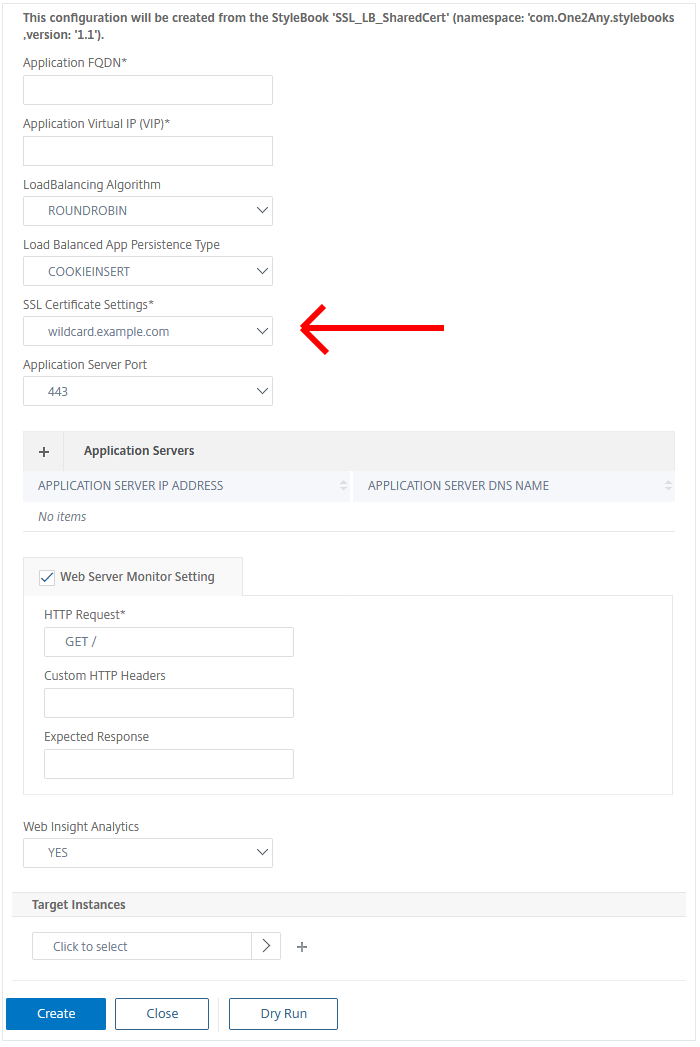 This configuration will be created from the StyleBook 'SSL_LB_SharedCert' (namespace: 'com.One2Any.stylebooks
,version: '1.1').
Application FQDN*
Application Virtual IP (VIP)*
LoadBalancing Algorithm
ROUNDROBIN
Load Balanced App Persistence Type
COOKIEINSERT
SSL Certificate Settings*
wildcard.example.com
Application Server Port
443
+ Application Servers
APPLICATION SERVER IP ADDRESS APPLICATION SERVER DNS NAME
No items
Web Server Monitor Setting
HTTP Request*
GET /
Custom HTTP Headers
Expected Response
Web Insight Analytics
YES
Target Instances
Click to select +
Create Close Dry Run